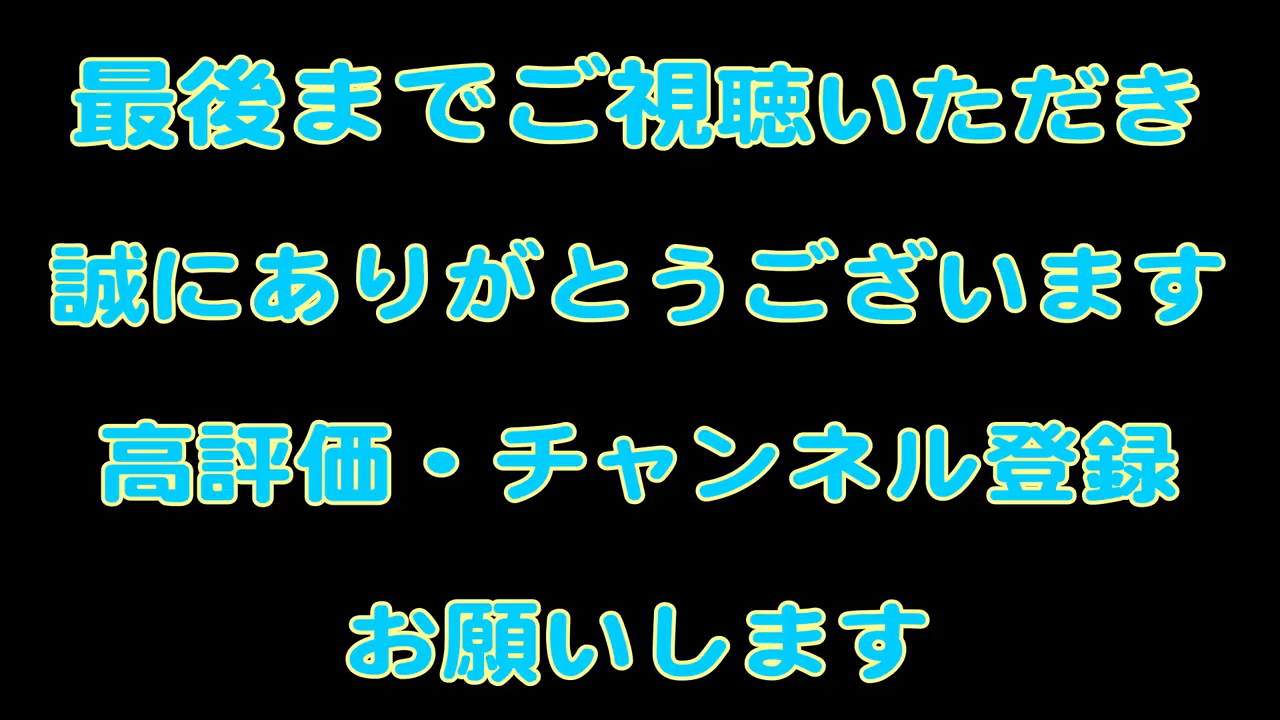 最後までご視聴いただき
誠にありがとうございます
高評価・チャンネル登録
お願いします